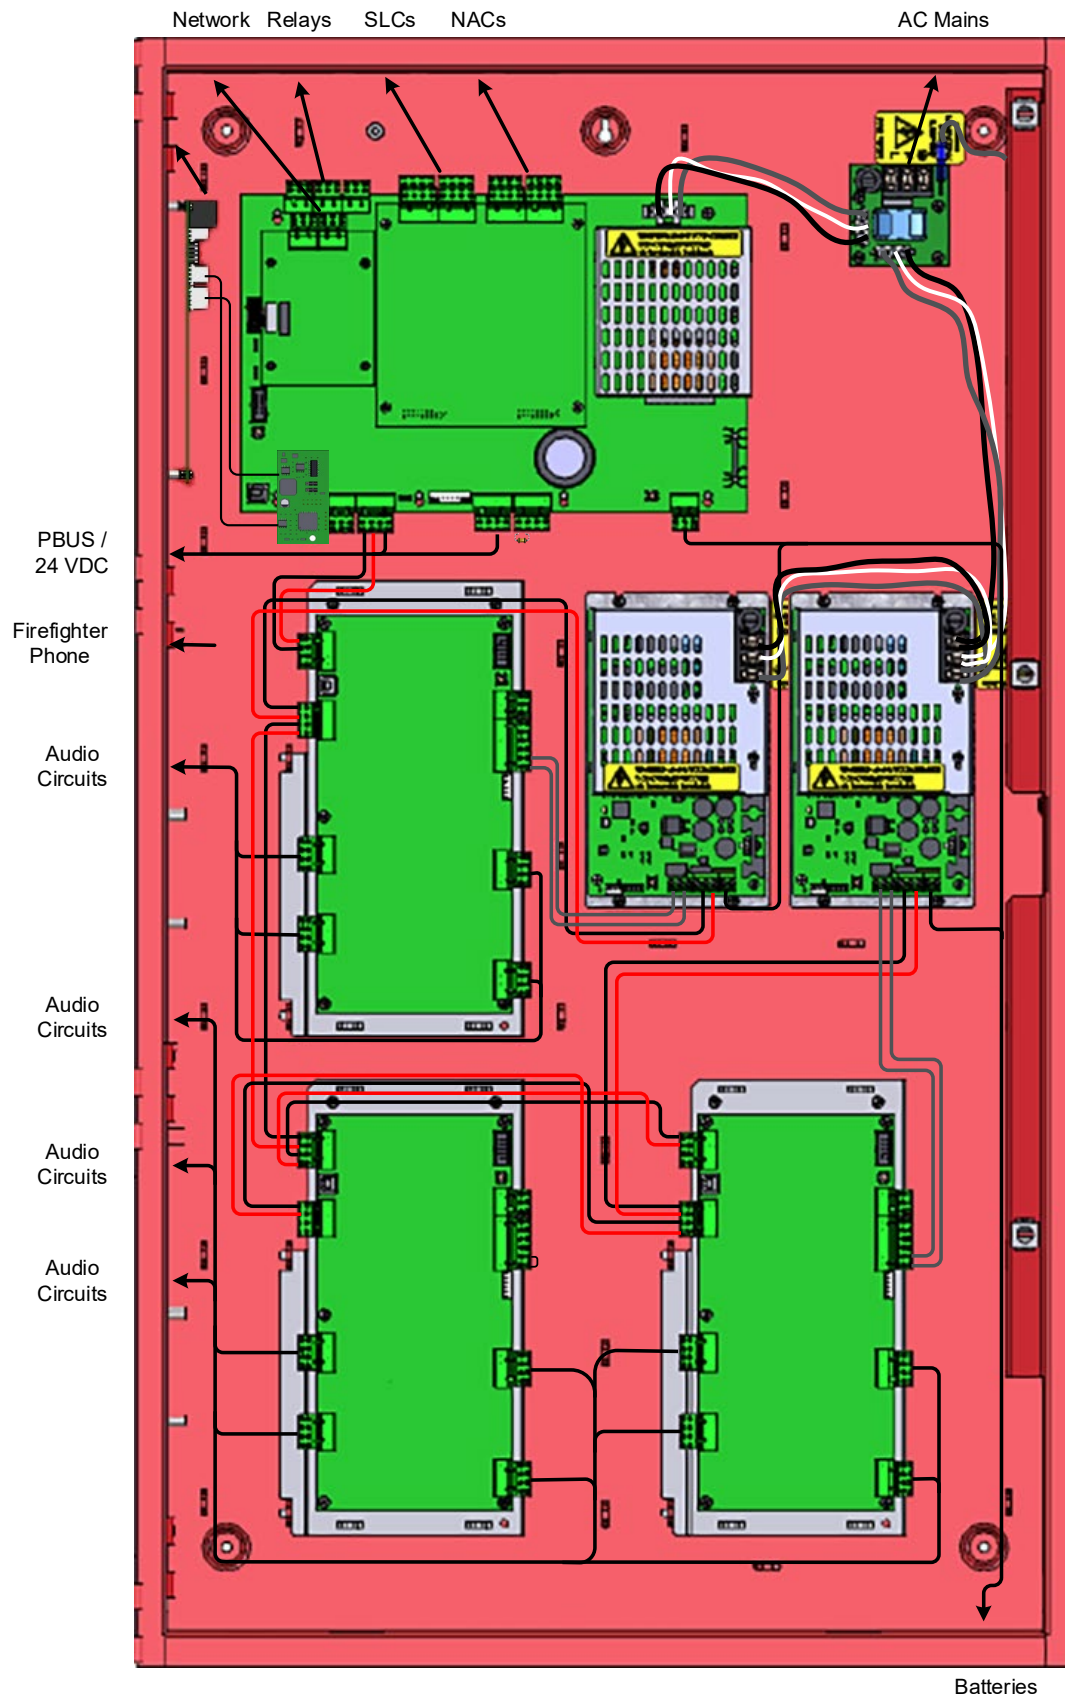 Network Relays SLCs NACs AC Mains
PBUS /
24 VDC
Firefighter
Phone
Audio
Circuits
Audio
Circuits
Audio
Circuits
Audio
Circuits
Batteries